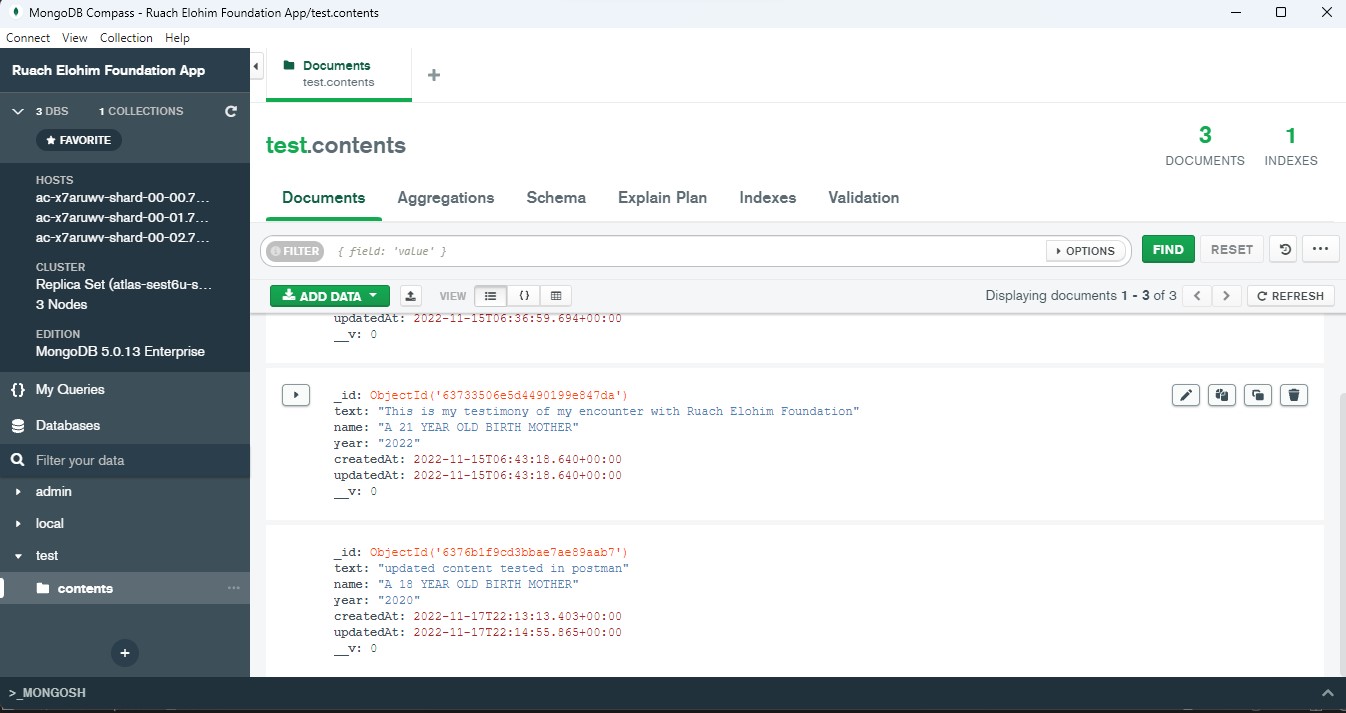 MongoDB Compass - Ruach Elohim Foundation App/test.contents
Connect View Collection Help
Ruach Elohim Foundation App
3 DBS 1 COLLECTIONS
FAVORITE
HOSTS
ac-x7aruwv-shard-00-00.7...
ac-x7aruwv-shard-00-01.7...
ac-x7aruwv-shard-00-02.7...
CLUSTER
Replica Set (atlas-sest6u-s...
3 Nodes
EDITION
MongoDB 5.0.13 Enterprise
My Queries
Databases
Filter your data
admin
local
test
contents
Documents
test.contents
test.contents
3 DOCUMENTS
1 INDEXES
Documents Aggregations Schema Explain Plan Indexes Validation
FILTER { field: 'value' } OPTIONS FIND RESET
ADD DATA VIEW {} Displaying documents 1 - 3 of 3 REFRESH
updatedAt: 2022-11-15T06:36:59.694+00:00
__v: 0
_id: ObjectId('63733506e5d4490199e847da')
text: "This is my testimony of my encounter with Ruach Elohim Foundation"
name: "A 21 YEAR OLD BIRTH MOTHER"
year: "2022"
createdAt: 2022-11-15T06:43:18.640+00:00
updatedAt: 2022-11-15T06:43:18.640+00:00
__v: 0
_id: ObjectId('6376b1f9cd3bbae7ae89aab7')
text: "updated content tested in postman"
name: "A 18 YEAR OLD BIRTH MOTHER"
year: "2020"
createdAt: 2022-11-17T22:13:13.403+00:00
updatedAt: 2022-11-17T22:14:55.865+00:00
__v: 0
>_MONGOSH